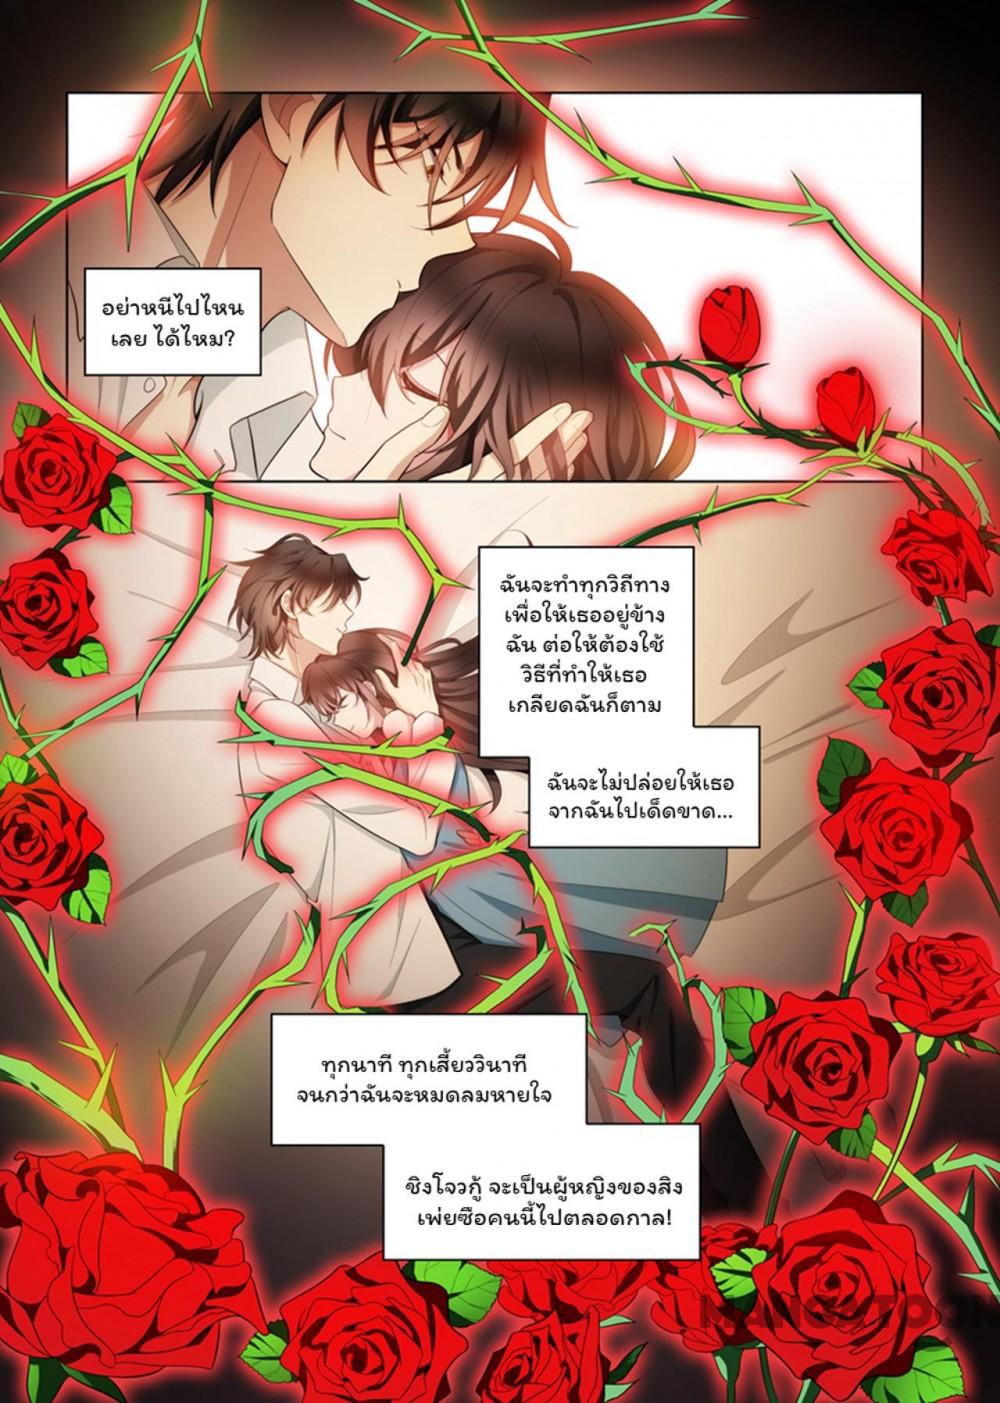 อย่าหนีไปไหน
เลย ได้ไหม?
ฉันจะทำทุกวิถีทาง
เพื่อให้เธออยู่ข้าง
ฉัน ต่อให้ต้องใช้
วิธีที่ทำให้เธอ
เกลียดฉันก็ตาม
ฉันจะไม่ปล่อยให้เธอ
จากฉันไปเด็ดขาด...
ทุกนาที ทุกเสี้ยววินาที
จนกว่าฉันจะหมดลมหายใจ
ชิงโจวกู้ จะเป็นผู้หญิงของสิง
เพ่ยซือคนนี้ไปตลอดกาล!
MANGATOON